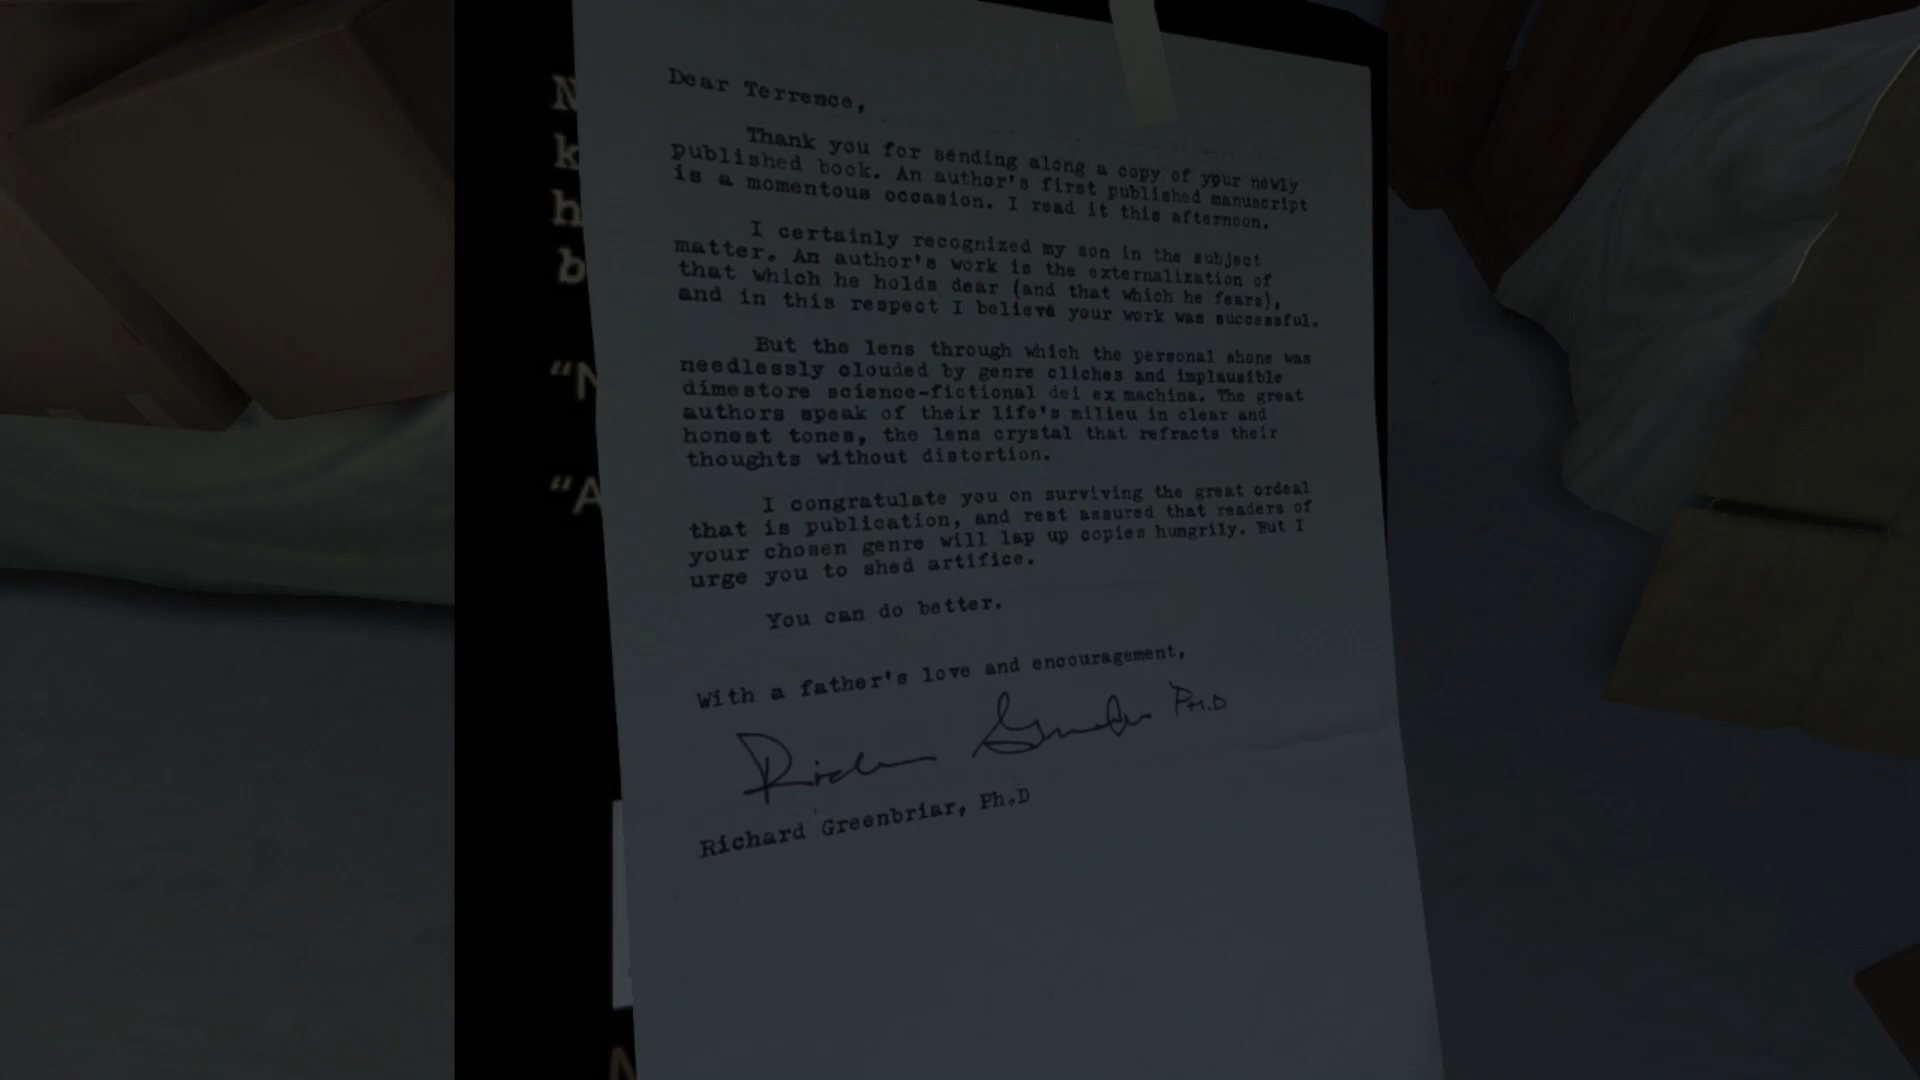 Dear Terrence,
Thank you for sending along a copy of your newly
published book. An author's first published manuscript
is a momentous occasion. I read it this afternoon.
I certainly recognized my son in the subject
matter. An author's work is the externalization of
that which he holds dear (and that which he fears),
and in this respect I believe your work was successful.
But the lens through which the personal shone was
needlessly clouded by genre cliches and implausible
dimestore science-fictional dei ex machina. The great
authors speak of their life's milieu in clear and
honest tones, the lens crystal that refracts their
thoughts without distortion.
I congratulate you on surviving the great ordeal
that is publication, and rest assured that readers of
your chosen genre will lap up copies hungrily. But I
urge you to shed artifice.
You can do better.
With a father's love and encouragement,
Richard Greenbriar PH.D
Richard Greenbriar, Ph.D
N
k
h
b
“N
“A
N